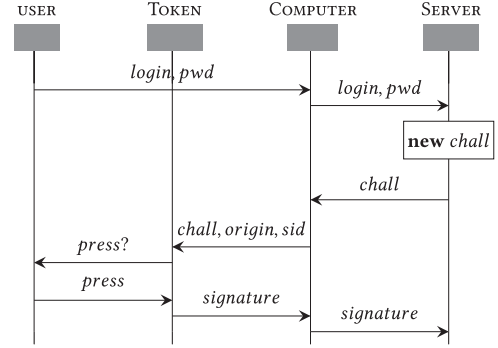 USER TOKEN COMPUTER SERVER
login, pwd
login, pwd
new chall
chall
chall, origin, sid
press?
press
signature
signature